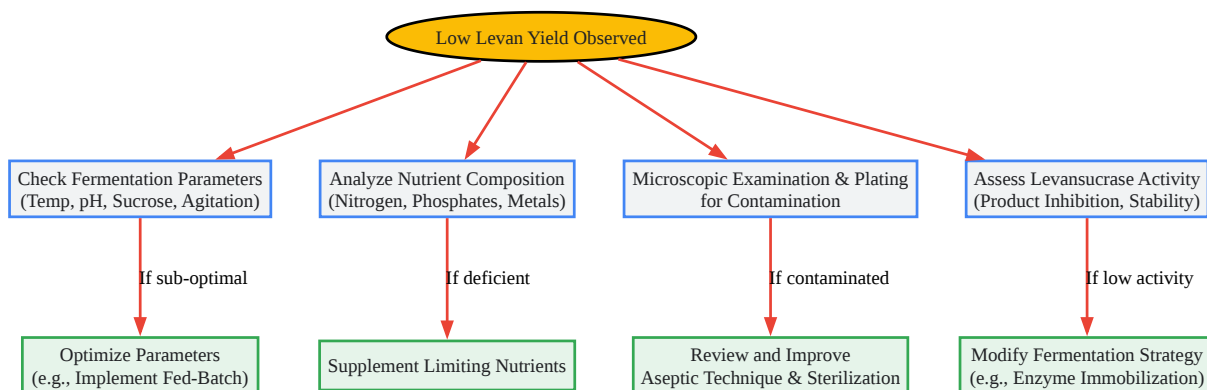 Low Levan Yield Observed
Check Fermentation Parameters
(Temp, pH, Sucrose, Agitation)
Analyze Nutrient Composition
(Nitrogen, Phosphates, Metals)
Microscopic Examination & Plating
for Contamination
Assess Levansucrase Activity
(Product Inhibition, Stability)
If sub-optimal
If deficient
If contaminated
If low activity
Optimize Parameters
(e.g., Implement Fed-Batch)
Supplement Limiting Nutrients
Review and Improve
Aseptic Technique & Sterilization
Modify Fermentation Strategy
(e.g., Enzyme Immobilization)